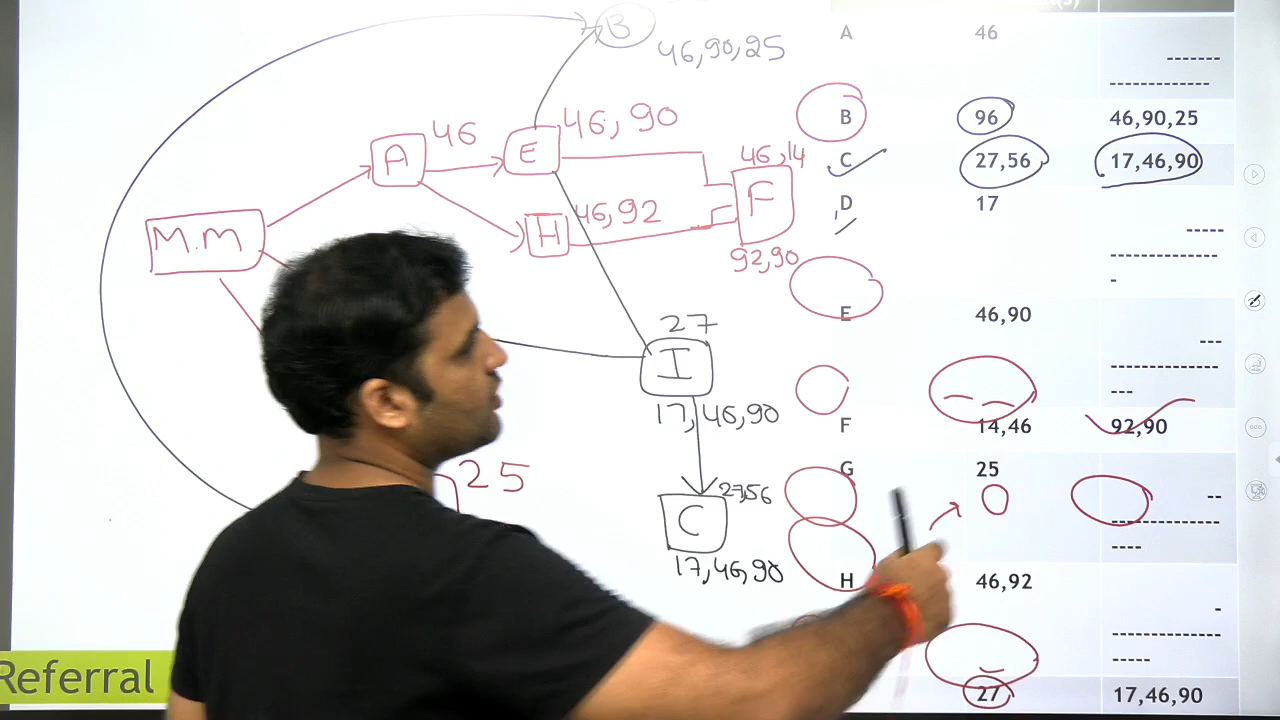 B
46,90,25
A 46
-------
-------------
B 96 46,90,25
C 27,56 17,46,90
D 17
-----
--------------
-
E 46,90
---
--------------
---
F 14,46 92,90
G 25
--
--------------
----
H 46,92
-
--------------
-----
27 17,46,90
A
46
E
46,90
46,14
F
92,90
H
46,92
M.M
27
I
17,46,90
25
27,56
C
17,46,90
Referral